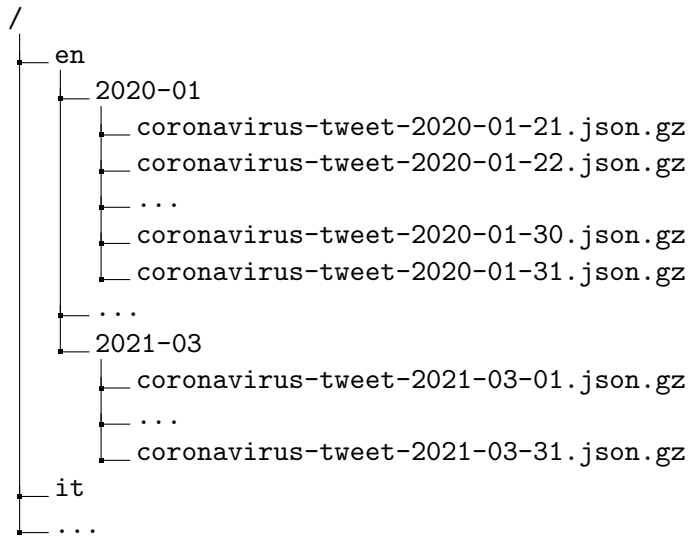 /
en
2020-01
coronavirus-tweet-2020-01-21.json.gz
coronavirus-tweet-2020-01-22.json.gz
...
coronavirus-tweet-2020-01-30.json.gz
coronavirus-tweet-2020-01-31.json.gz
...
2021-03
coronavirus-tweet-2021-03-01.json.gz
...
coronavirus-tweet-2021-03-31.json.gz
it
...